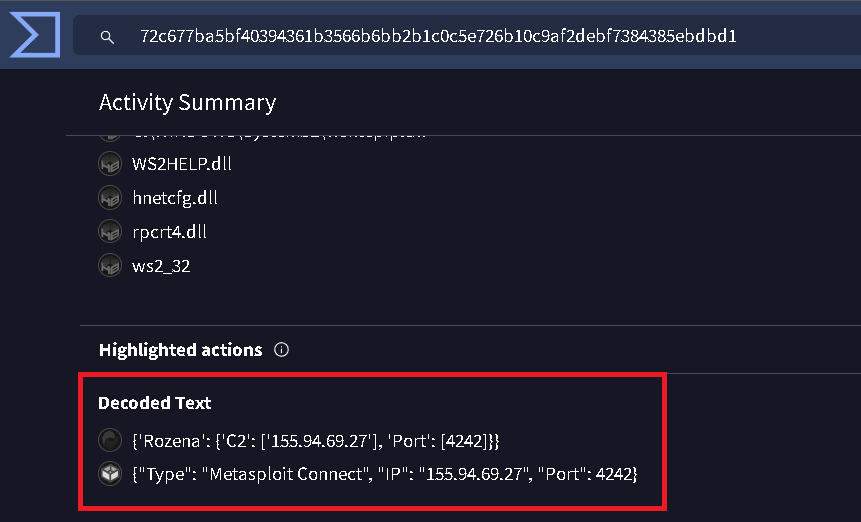 72c677ba5bf40394361b3566b6bb2b1c0c5e726b10c9af2debf7384385ebdbd1
Activity Summary
WS2HELP.dll
hnetcfg.dll
rpcrt4.dll
ws2_32
Highlighted actions
Decoded Text
{'Rozena': {'C2': ['155.94.69.27'], 'Port': [4242]}}
{"Type": "Metasploit Connect", "IP": "155.94.69.27", "Port": 4242}